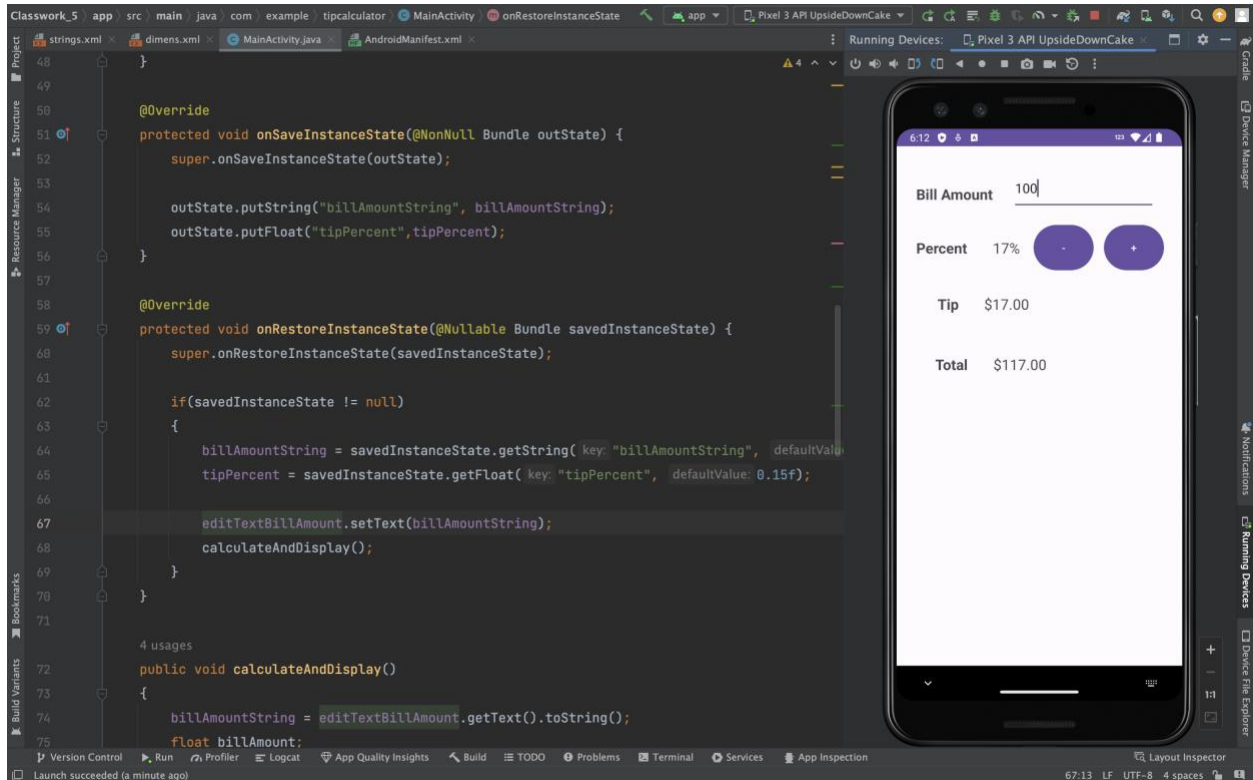 Classwork_5 app src main java com example tipcalculator MainActivity onRestoreInstanceState app Pixel 3 API UpsideDownCake
strings.xml dimens.xml MainActivity.java AndroidManifest.xml Running Devices: Pixel 3 API UpsideDownCake
Project
Structure
Resource Manager
Bookmarks
Build Variants
48 }
4
49
50 @Override
51 protected void onSaveInstanceState(@NonNull Bundle outState) {
52 super.onSaveInstanceState(outState);
53
54 outState.putString("billAmountString", billAmountString);
55 outState.putFloat("tipPercent",tipPercent);
56 }
57
58 @Override
59 protected void onRestoreInstanceState(@Nullable Bundle savedInstanceState) {
60 super.onRestoreInstanceState(savedInstanceState);
61
62 if(savedInstanceState != null)
63 {
64 billAmountString = savedInstanceState.getString( key: "billAmountString", defaultValu
65 tipPercent = savedInstanceState.getFloat( key: "tipPercent", defaultValue: 0.15f);
66
67 editTextBillAmount.setText(billAmountString);
68 calculateAndDisplay();
69 }
70 }
71
4 usages
72 public void calculateAndDisplay()
73 {
74 billAmountString = editTextBillAmount.getText().toString();
75 float billAmount;
6:12 123
Bill Amount 100
Percent 17% - +
Tip $17.00
Total $117.00
+
1:1
Gradle
Device Manager
Notifications
Running Devices
Device File Explorer
Version Control Run Profiler Logcat App Quality Insights Build TODO Problems Terminal Services App Inspection Layout Inspector
Launch succeeded (a minute ago) 67:13 LF UTF-8 4 spaces